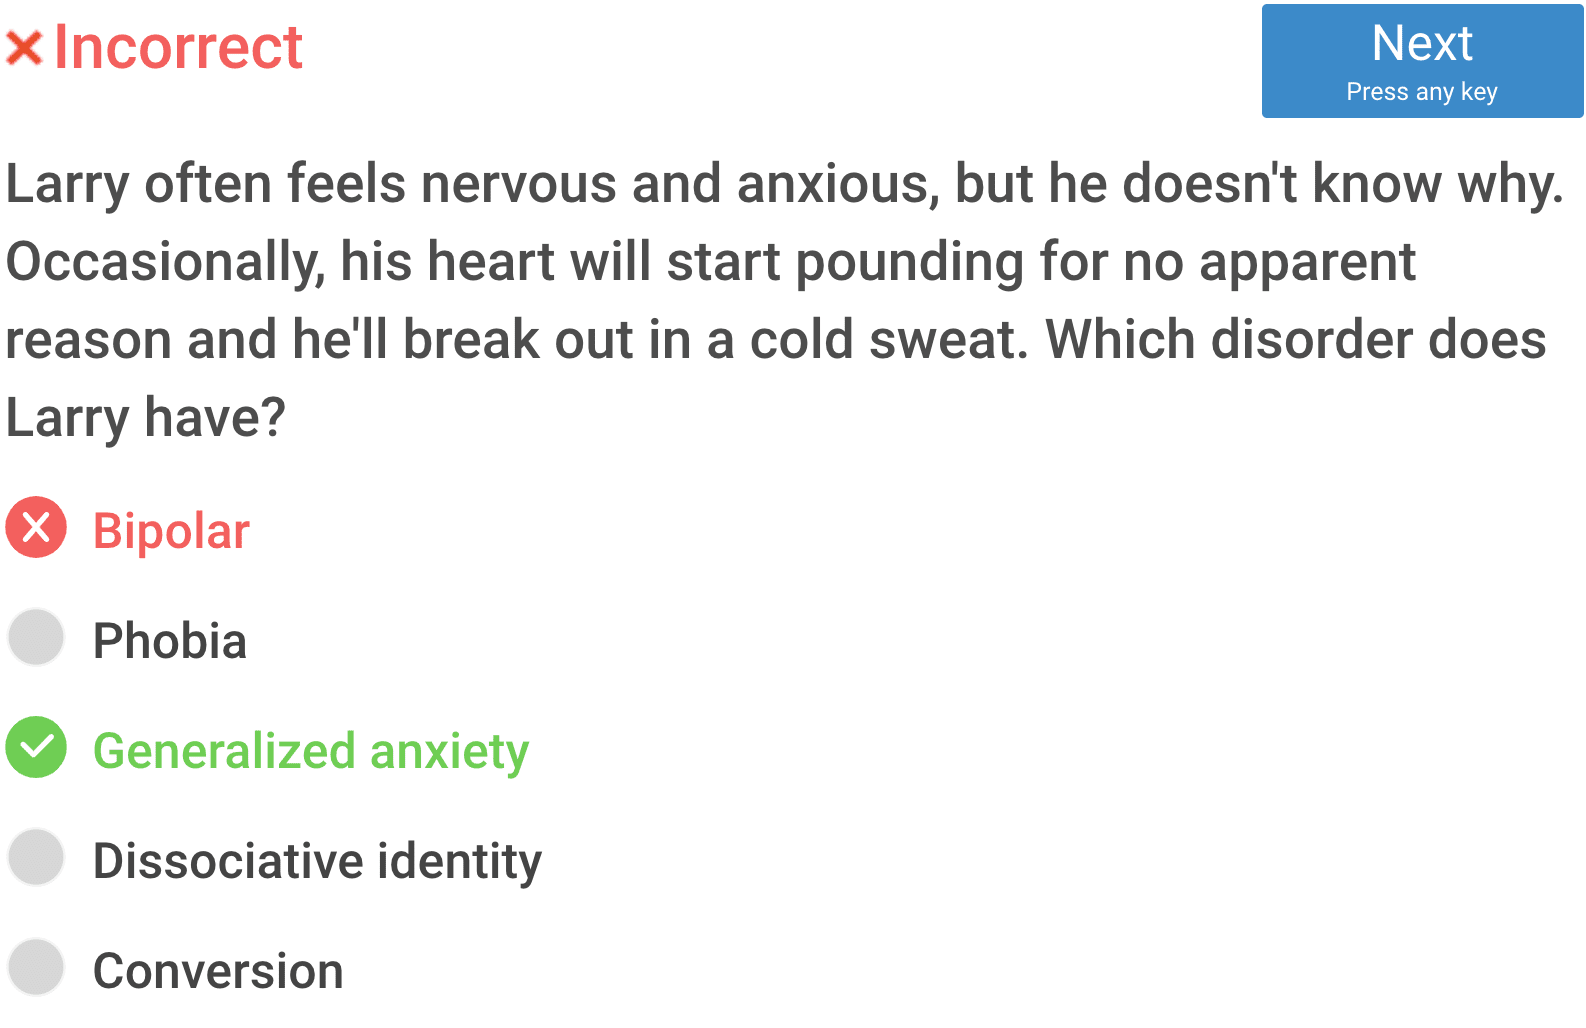 Incorrect
Next
Press any key
Larry often feels nervous and anxious, but he doesn't know why.
Occasionally, his heart will start pounding for no apparent
reason and he'll break out in a cold sweat. Which disorder does
Larry have?
Bipolar
Phobia
Generalized anxiety
Dissociative identity
Conversion